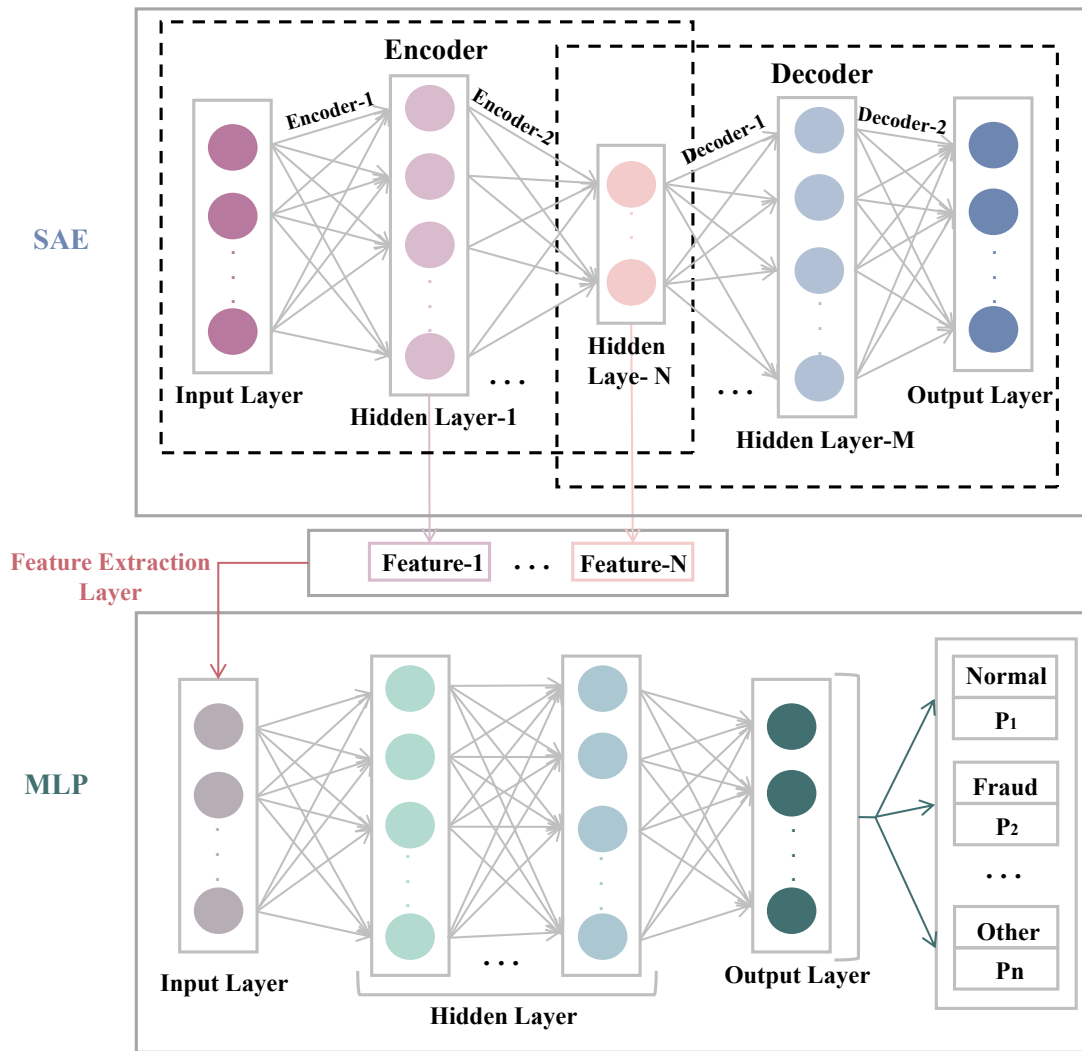 Encoder
Decoder
Encoder-1
Encoder-2
Decoder-1
Decoder-2
SAE
Input Layer
Hidden Layer-1
. . .
Hidden
Laye- N
. . .
Hidden Layer-M
Output Layer
Feature Extraction
Layer
Feature-1
. . .
Feature-N
MLP
Input Layer
. . .
Hidden Layer
Output Layer
Normal
P1
Fraud
P2
. . .
Other
Pn